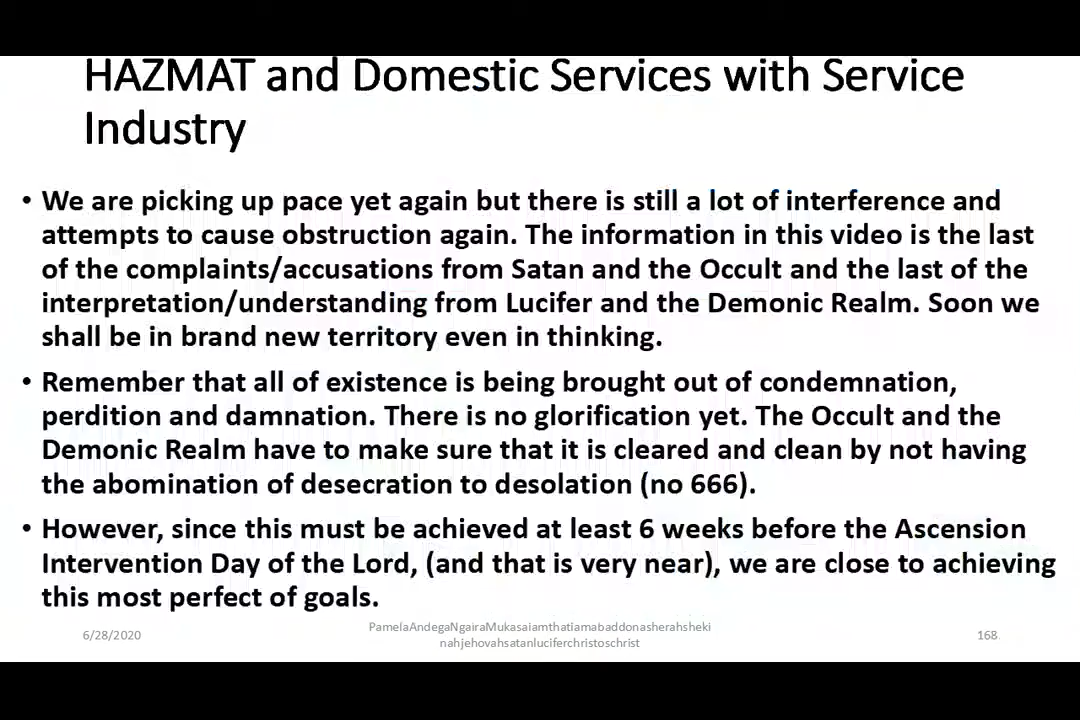 HAZMAT and Domestic Services with Service
Industry
• We are picking up pace yet again but there is still a lot of interference and
attempts to cause obstruction again. The information in this video is the last
of the complaints/accusations from Satan and the Occult and the last of the
interpretation/understanding from Lucifer and the Demonic Realm. Soon we
shall be in brand new territory even in thinking.
• Remember that all of existence is being brought out of condemnation,
perdition and damnation. There is no glorification yet. The Occult and the
Demonic Realm have to make sure that it is cleared and clean by not having
the abomination of desecration to desolation (no 666).
• However, since this must be achieved at least 6 weeks before the Ascension
Intervention Day of the Lord, (and that is very near), we are close to achieving
this most perfect of goals.
6/28/2020
PamelaAndegaNgairaMukasaiamthatiamabaddonasherahsheki
nahjehovahsatanluciferchristoschrist
168